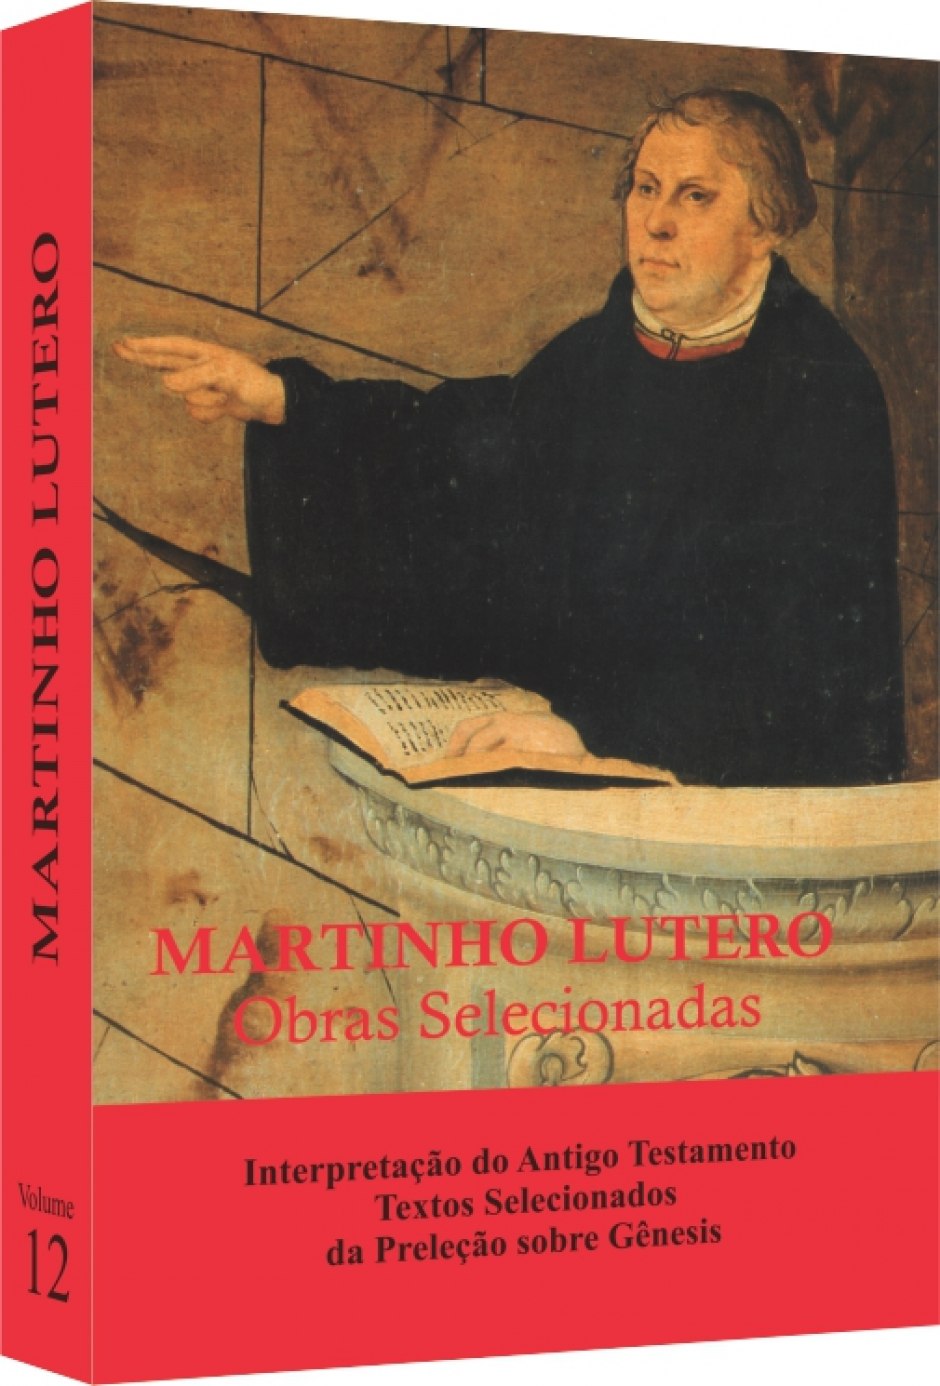 MARTINHO LUTERO
Volume
12
MARTINHO LUTERO
Obras Selecionadas
Interpretação do Antigo Testamento
Textos Selecionados
da Preleção sobre Gênesis